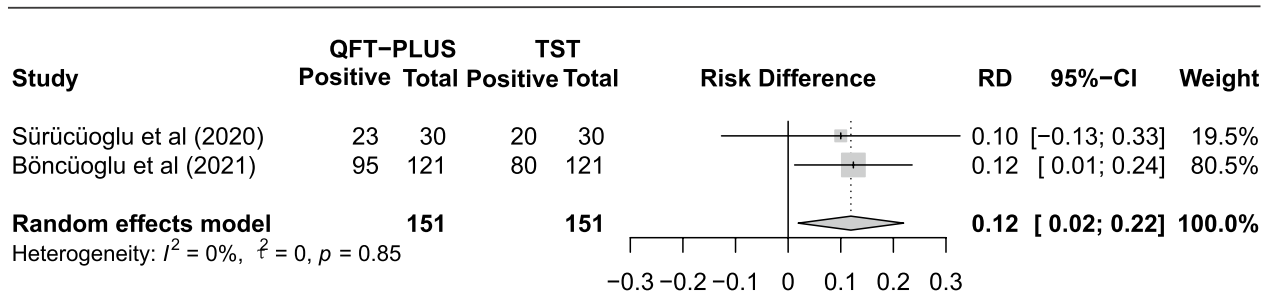 QFT−PLUS TST
Study Positive Total Positive Total Risk Difference RD 95%−CI Weight
Sürücüoglu et al (2020) 23 30 20 30 0.10 [−0.13; 0.33] 19.5%
Böncüoglu et al (2021) 95 121 80 121 0.12 [ 0.01; 0.24] 80.5%
Random effects model 151 151 0.12 [ 0.02; 0.22] 100.0%
Heterogeneity: I² = 0%, τ² = 0, p = 0.85
−0.3 −0.2 −0.1 0 0.1 0.2 0.3